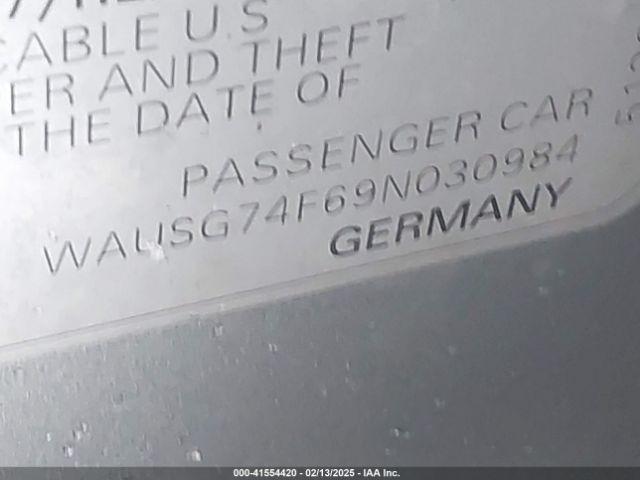 CABLE U.S
ER AND THEFT
THE DATE OF
PASSENGER CAR
WAUSG74F69N030984
GERMANY
000-41554420 - 02/13/2025 - IAA Inc.